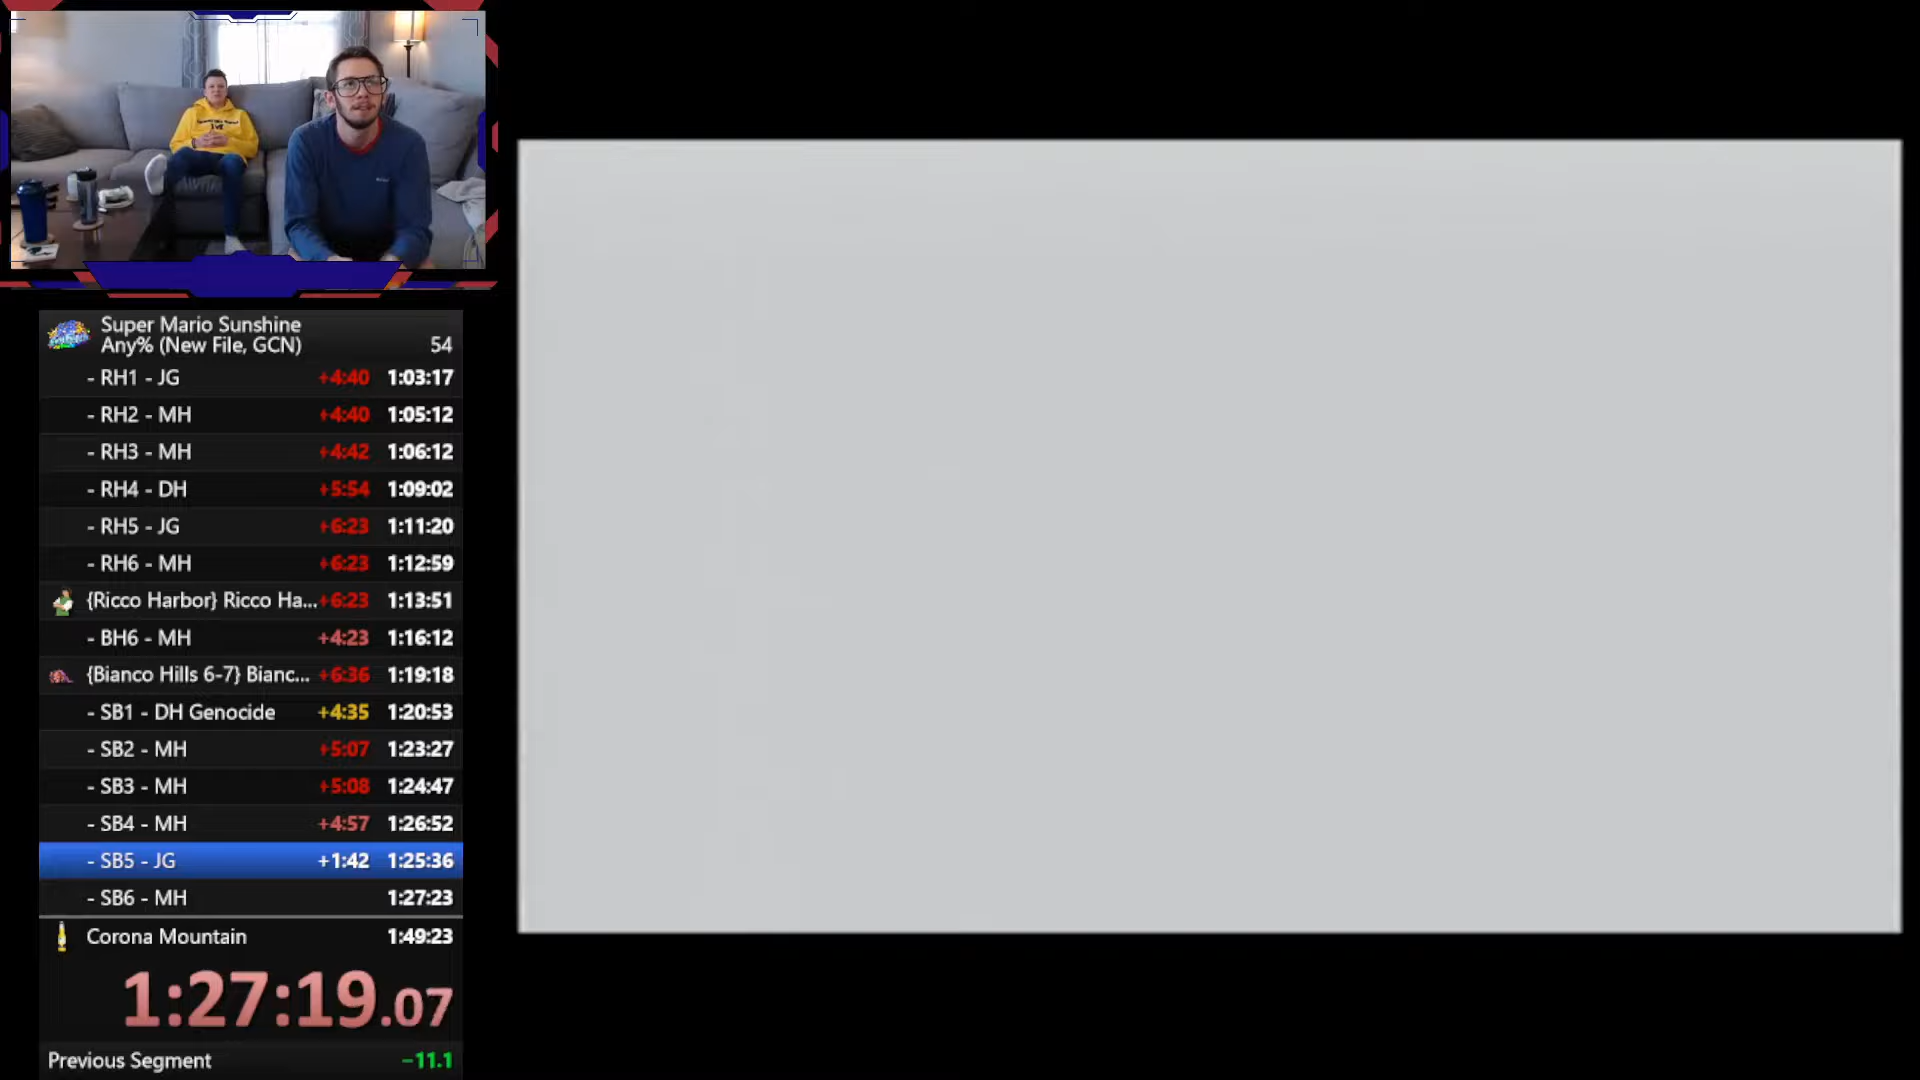 Super Mario Sunshine
Any% (New File, GCN) 54
- RH1 - JG +4:40 1:03:17
- RH2 - MH +4:40 1:05:12
- RH3 - MH +4:42 1:06:12
- RH4 - DH +5:54 1:09:02
- RH5 - JG +6:23 1:11:20
- RH6 - MH +6:23 1:12:59
{Ricco Harbor} Ricco Ha... +6:23 1:13:51
- BH6 - MH +4:23 1:16:12
{Bianco Hills 6-7} Bianc... +6:36 1:19:18
- SB1 - DH Genocide +4:35 1:20:53
- SB2 - MH +5:07 1:23:27
- SB3 - MH +5:08 1:24:47
- SB4 - MH +4:57 1:26:52
- SB5 - JG +1:42 1:25:36
- SB6 - MH 1:27:23
Corona Mountain 1:49:23
1:27:19.07
Previous Segment -11.1